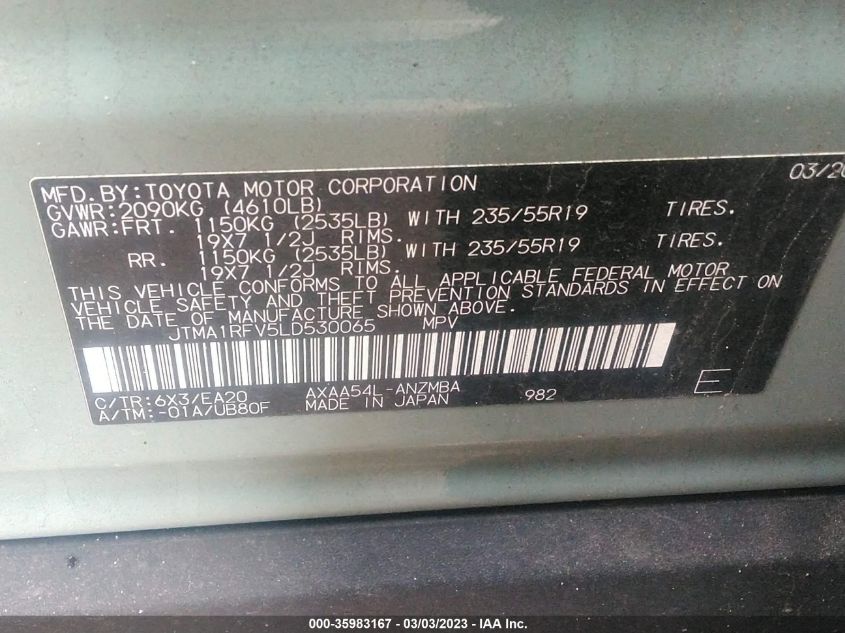 MFD. BY: TOYOTA MOTOR CORPORATION 03/20
GVWR: 2090KG (4610LB)
GAWR: FRT. 1150KG (2535LB) WITH 235/55R19 TIRES.
19X7 1/2J RIMS.
RR. 1150KG (2535LB) WITH 235/55R19 TIRES.
19X7 1/2J RIMS.
THIS VEHICLE CONFORMS TO ALL APPLICABLE FEDERAL MOTOR
VEHICLE SAFETY AND THEFT PREVENTION STANDARDS IN EFFECT ON
THE DATE OF MANUFACTURE SHOWN ABOVE.
JTMA1RFV5LD530065 MPV
C/TR: 6X3/EA20 AXAA54L-ANZMBA 982 E
A/TM: -01A/UB80F MADE IN JAPAN
000-35983167 - 03/03/2023 - IAA Inc.